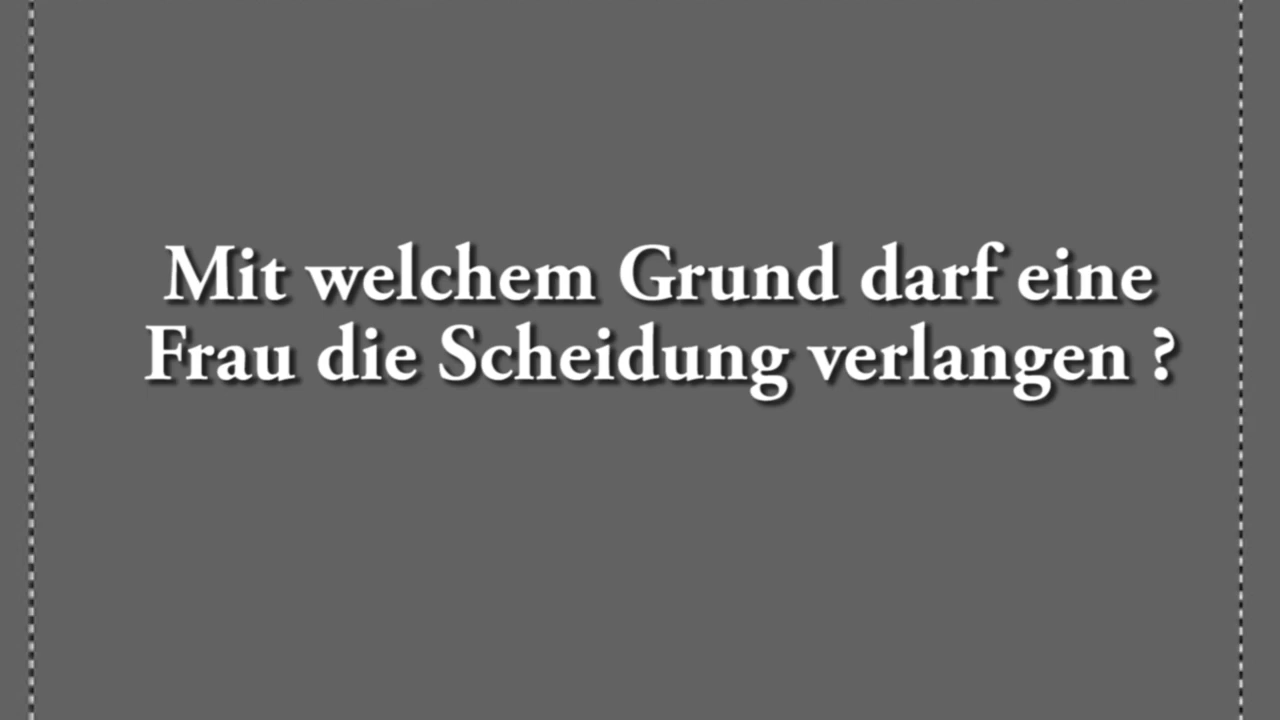 Mit welchem Grund darf eine
Frau die Scheidung verlangen ?